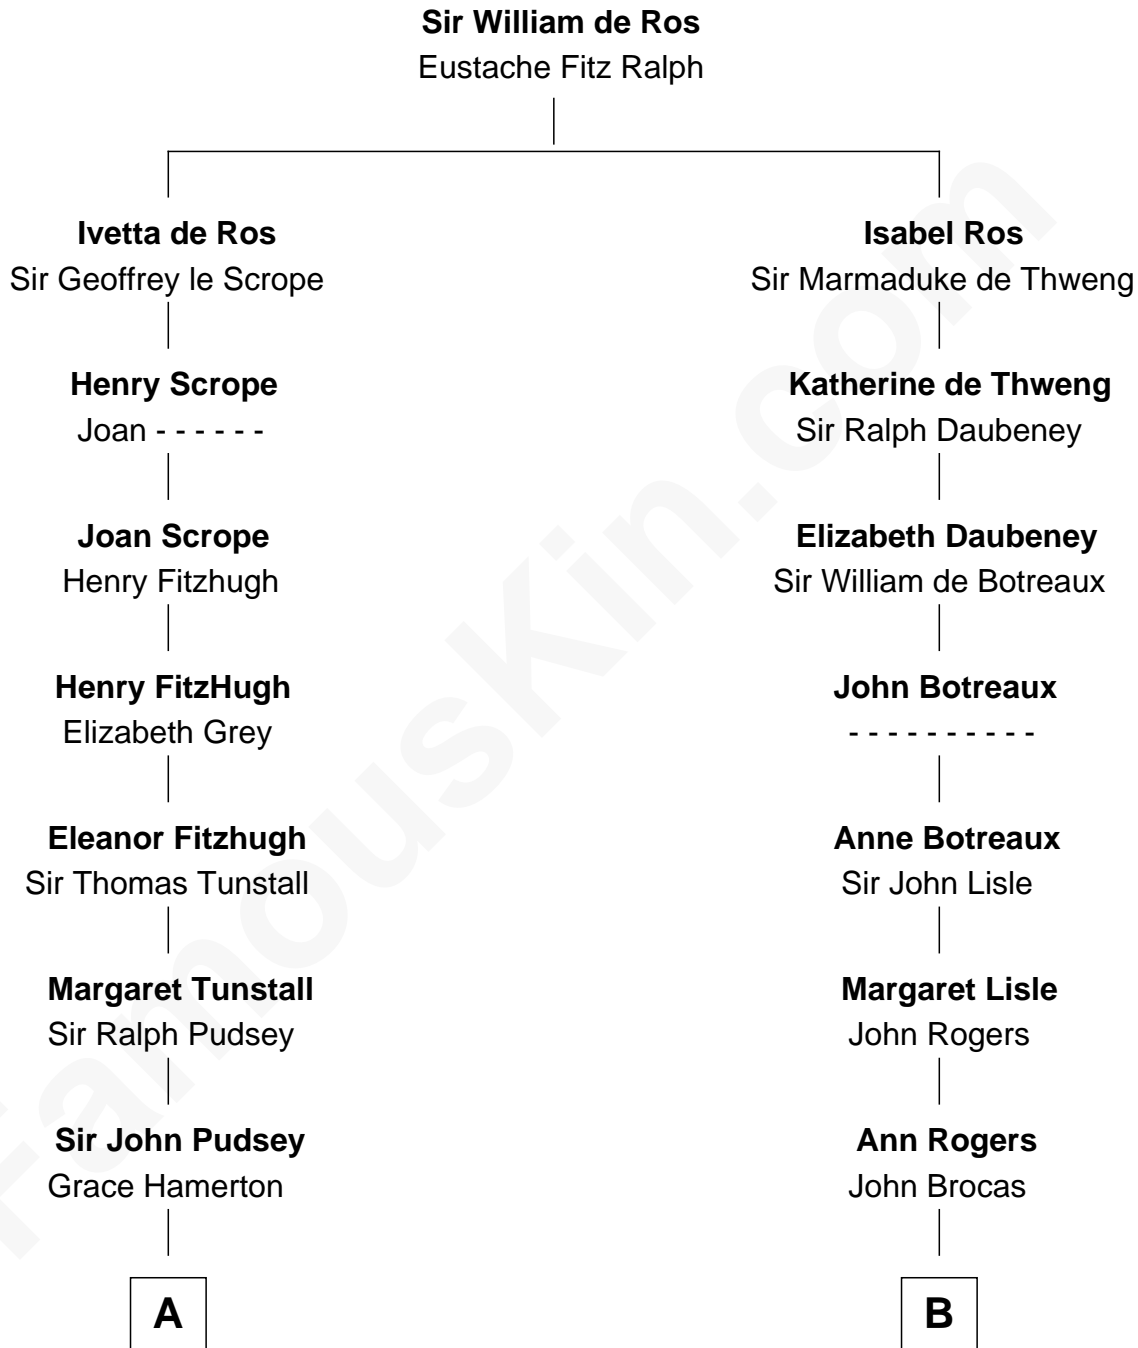 Sir William de Ros
Eustache Fitz Ralph
Ivetta de Ros
Sir Geoffrey le Scrope
Isabel Ros
Sir Marmaduke de Thweng
Henry Scrope
Joan - - - - - -
Katherine de Thweng
Sir Ralph Daubeney
Joan Scrope
Henry Fitzhugh
Elizabeth Daubeney
Sir William de Botreaux
Henry FitzHugh
Elizabeth Grey
John Botreaux
- - - - - - - - - -
Eleanor Fitzhugh
Sir Thomas Tunstall
Anne Botreaux
Sir John Lisle
Margaret Tunstall
Sir Ralph Pudsey
Margaret Lisle
John Rogers
Sir John Pudsey
Grace Hamerton
Ann Rogers
John Brocas
A
B
FamousKin.com